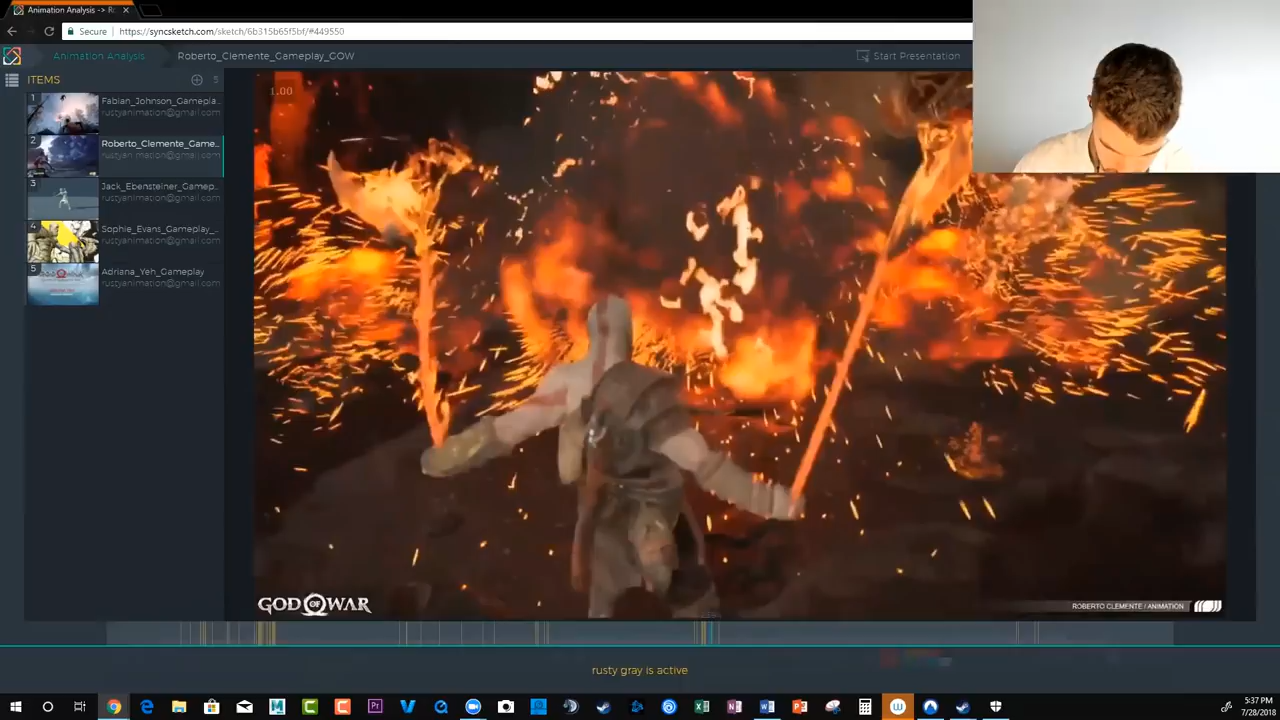 Animation Analysis -> R
Secure
https://syncsketch.com/sketch/6b315b65f5bf/#449550
Animation Analysis
Roberto_Clemente_Gameplay_GOW
Start Presentation
ITEMS
5
1.00
1
Fabian_Johnson_Gamepla...
rustyanimation@gmail.com
2
Roberto_Clemente_Game...
rustyanimation@gmail.com
3
Jack_Ebensteiner_Gamep...
rustyanimation@gmail.com
4
Sophie_Evans_Gameplay_...
rustyanimation@gmail.com
5
Adriana_Yeh_Gameplay
rustyanimation@gmail.com
GOD OF WAR
ROBERTO CLEMENTE / ANIMATION
rusty gray is active
5:37 PM
7/28/2018